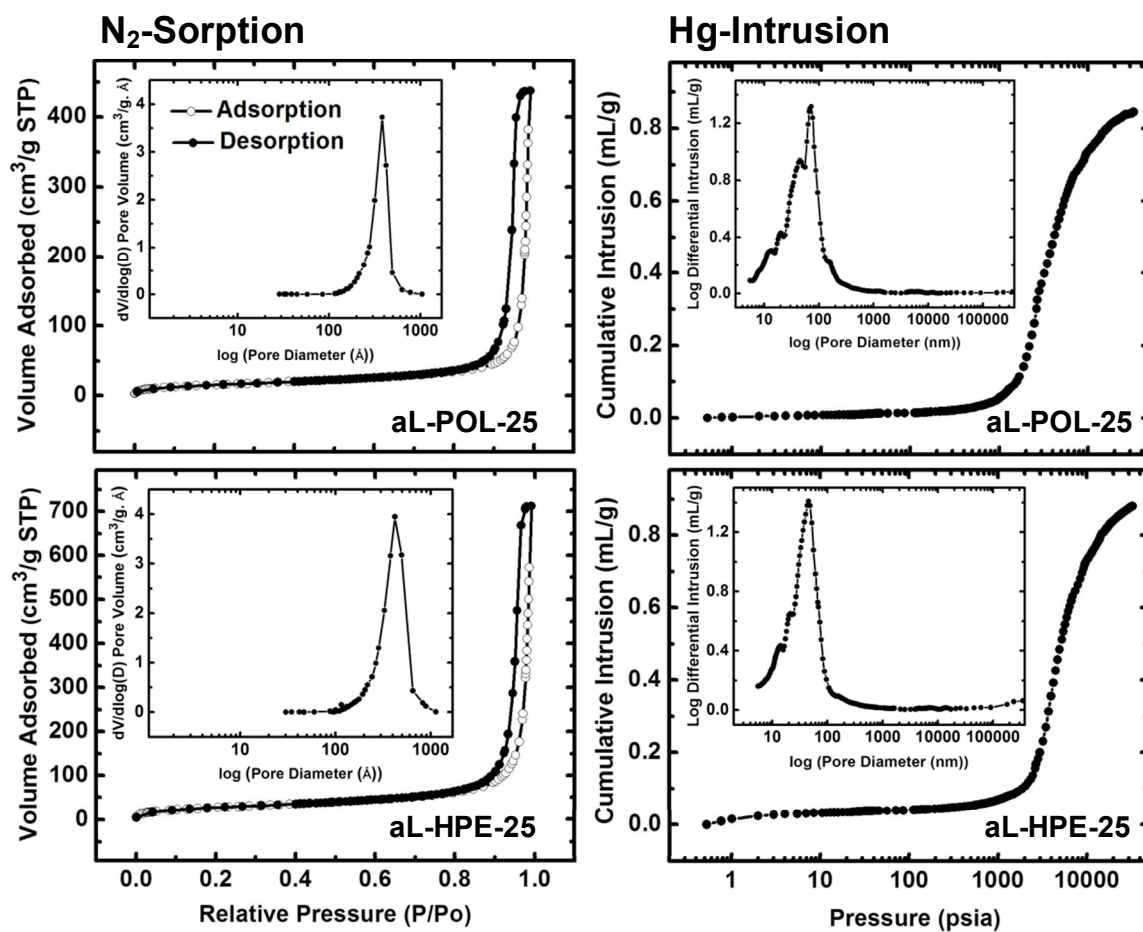 N₂-Sorption
Hg-Intrusion
Volume Adsorbed (cm³/g STP)
400
300
200
100
0
dV/dlog(D) Pore Volume (cm³/g. Å)
4
3
2
1
0
Adsorption
Desorption
10 100 1000
log (Pore Diameter (Å))
aL-POL-25
Cumulative Intrusion (mL/g)
0.8
0.6
0.4
0.2
0.0
Log Differential Intrusion (mL/g)
1.2
0.8
0.4
0.0
10 100 1000 10000 100000
log (Pore Diameter (nm))
aL-POL-25
Volume Adsorbed (cm³/g STP)
700
600
500
400
300
200
100
0
dV/dlog(D) Pore Volume (cm³/g. Å)
4
3
2
1
0
10 100 1000
log (Pore Diameter (Å))
aL-HPE-25
0.0 0.2 0.4 0.6 0.8 1.0
Relative Pressure (P/Po)
Cumulative Intrusion (mL/g)
0.8
0.6
0.4
0.2
0.0
Log Differential Intrusion (mL/g)
1.2
0.8
0.4
0.0
10 100 1000 10000 100000
log (Pore Diameter (nm))
aL-HPE-25
1 10 100 1000 10000
Pressure (psia)